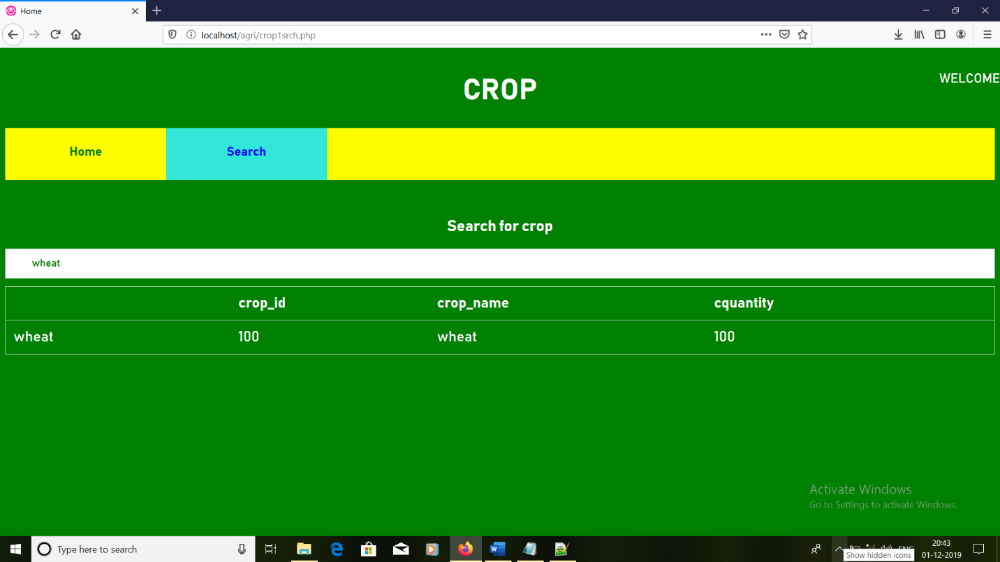 Home
localhost/agri/crop1srch.php
WELCOME
CROP
Home Search
Search for crop
wheat
crop_id crop_name cquantity
wheat 100 wheat 100
Activate Windows
Go to Settings to activate Windows.
Type here to search
20:43
Show hidden icons
01-12-2019